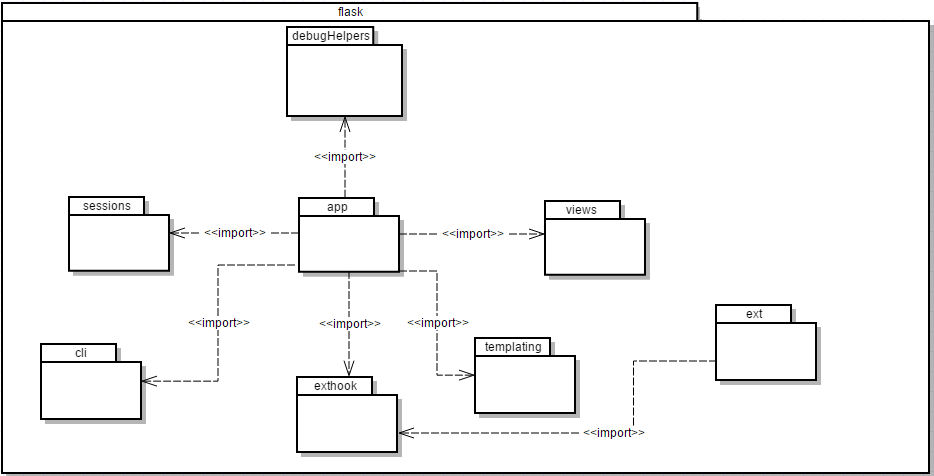 flask
debugHelpers
<<import>>
sessions
app
views
<<import>>
<<import>>
<<import>>
<<import>>
<<import>>
ext
cli
templating
exthook
<<import>>